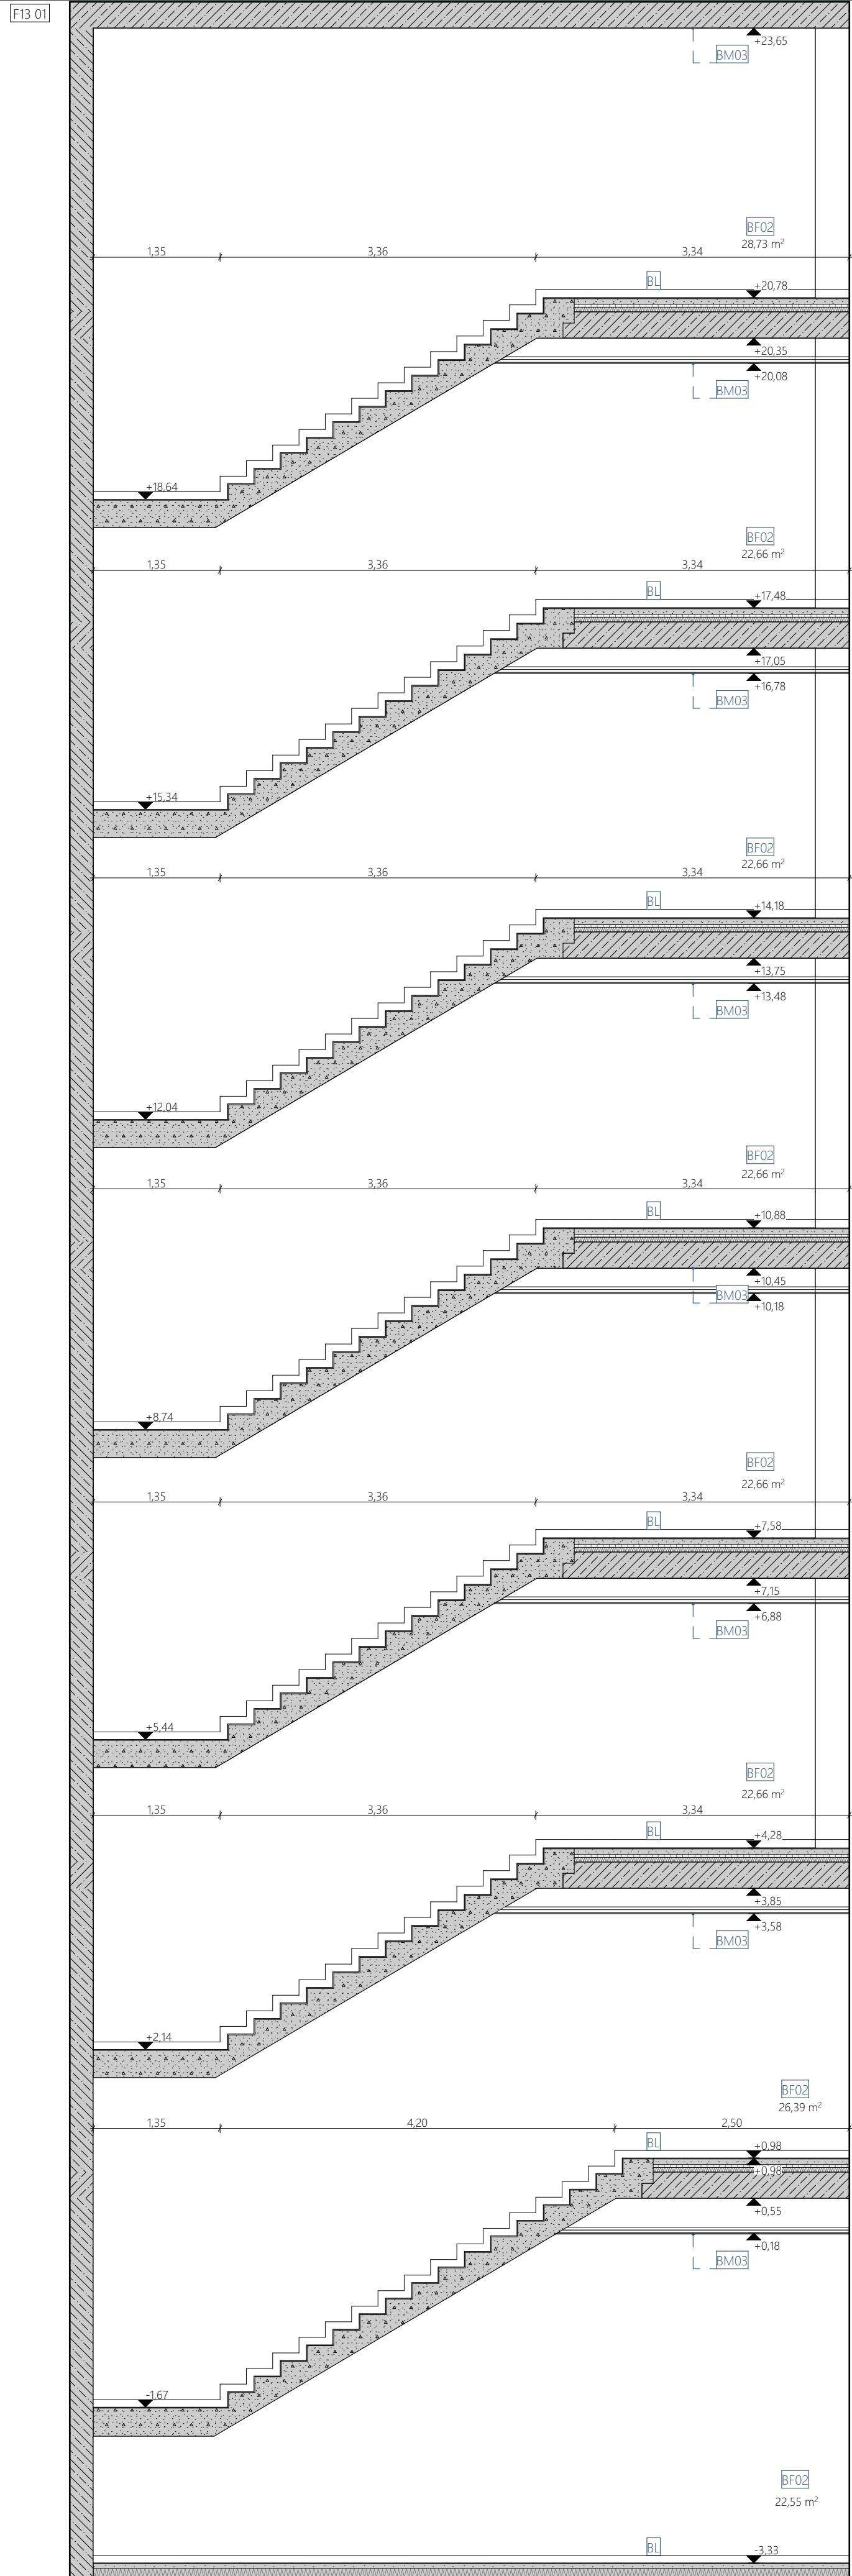 F13 01
+23,65
BM03
BF02
28,73 m²
1,35 3,36 3,34
BL
+20,78
+20,35
+20,08
BM03
+18,64
BF02
22,66 m²
1,35 3,36 3,34
BL
+17,48
+17,05
+16,78
BM03
+15,34
BF02
22,66 m²
1,35 3,36 3,34
BL
+14,18
+13,75
+13,48
BM03
+12,04
BF02
22,66 m²
1,35 3,36 3,34
BL
+10,88
+10,45
BM03
+10,18
+8,74
BF02
22,66 m²
1,35 3,36 3,34
BL
+7,58
+7,15
+6,88
BM03
+5,44
BF02
22,66 m²
1,35 3,36 3,34
BL
+4,28
+3,85
+3,58
BM03
+2,14
BF02
26,39 m²
1,35 4,20 2,50
BL
+0,98
+0,98
+0,55
+0,18
BM03
-1,67
BF02
22,55 m²
BL
-3,33